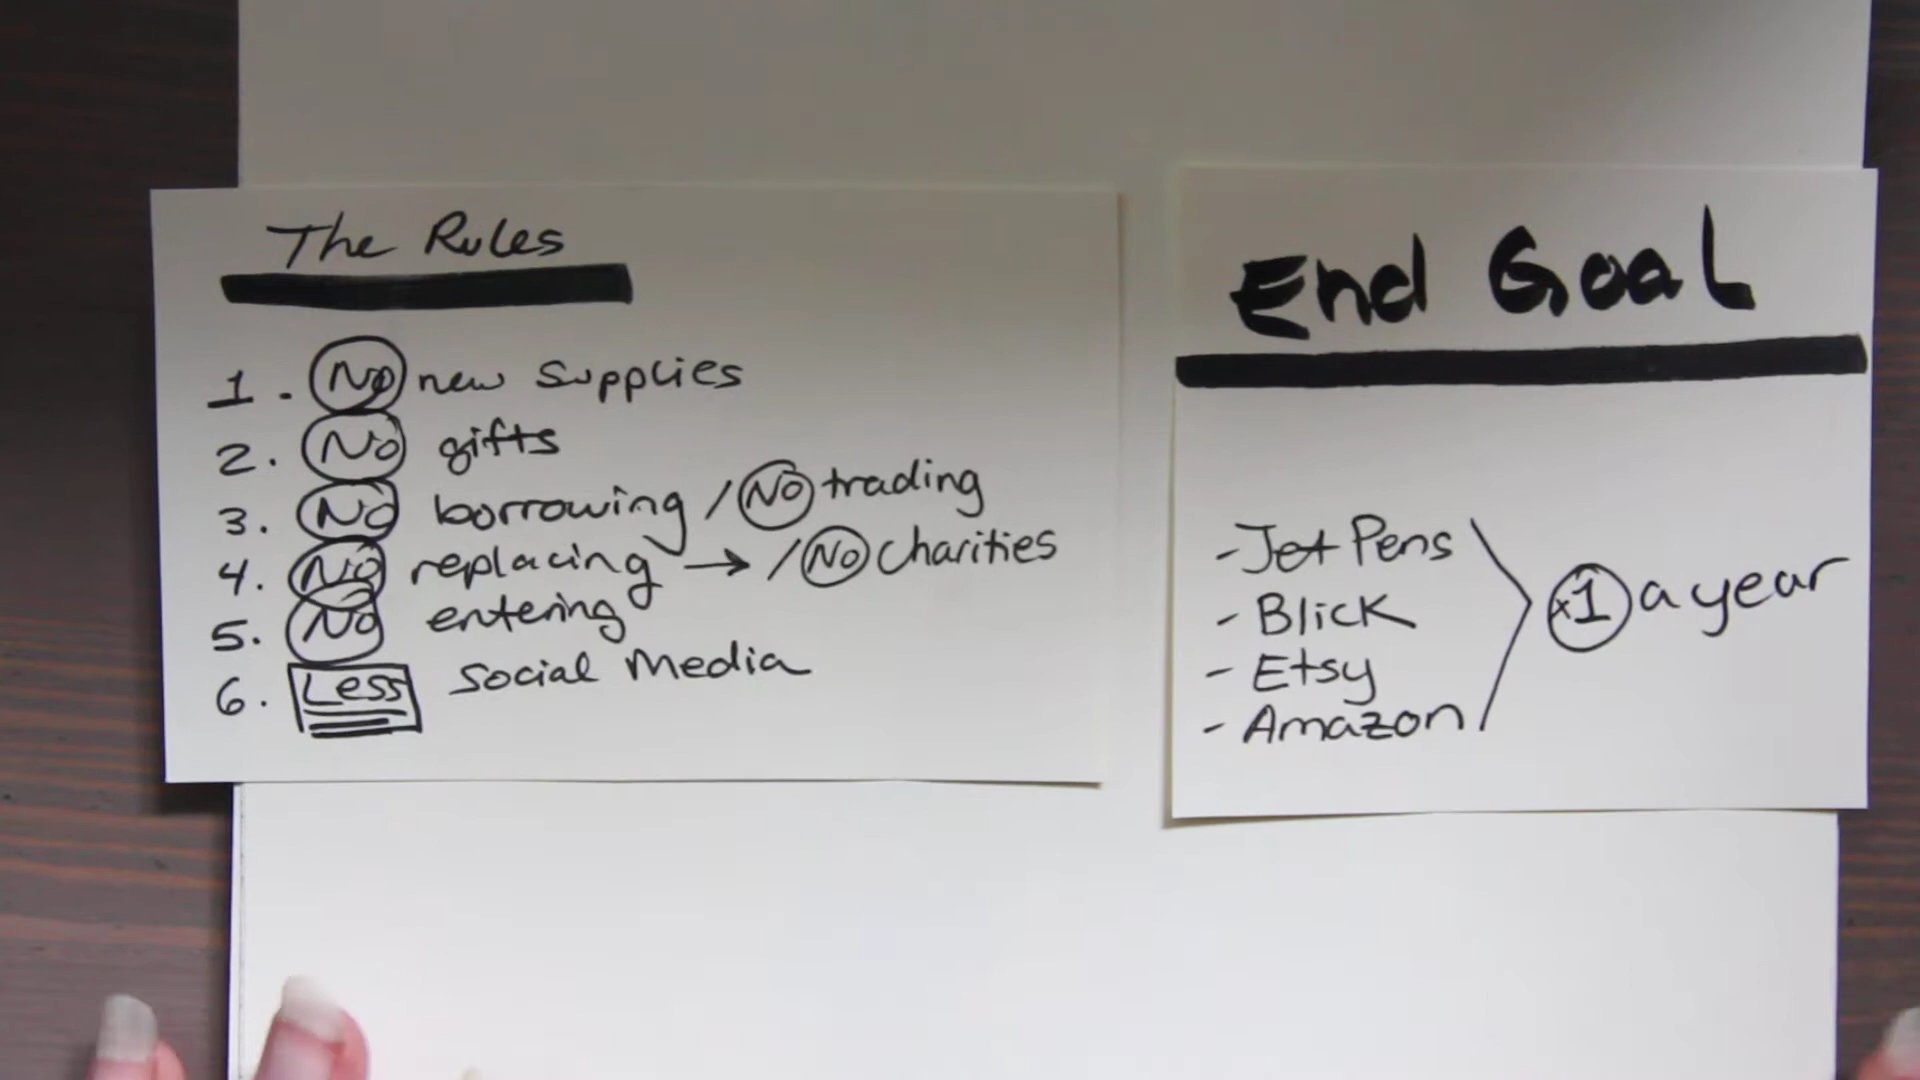 The Rules
1. No new supplies
2. No gifts
3. No borrowing / No trading
4. No replacing → / No charities
5. No entering
6. Less social media
End Goal
- Jet Pens
- Blick
- Etsy
- Amazon
x1 a year